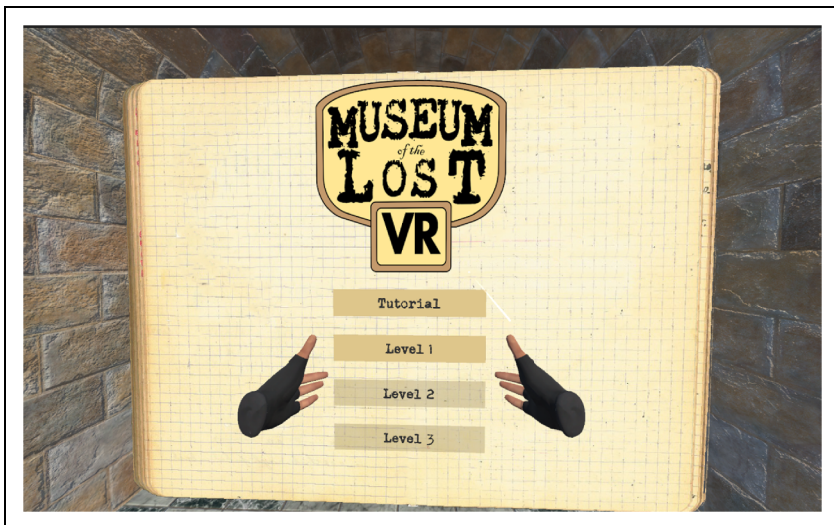 MUSEUM
of the
LOST
VR
Tutorial
Level 1
Level 2
Level 3